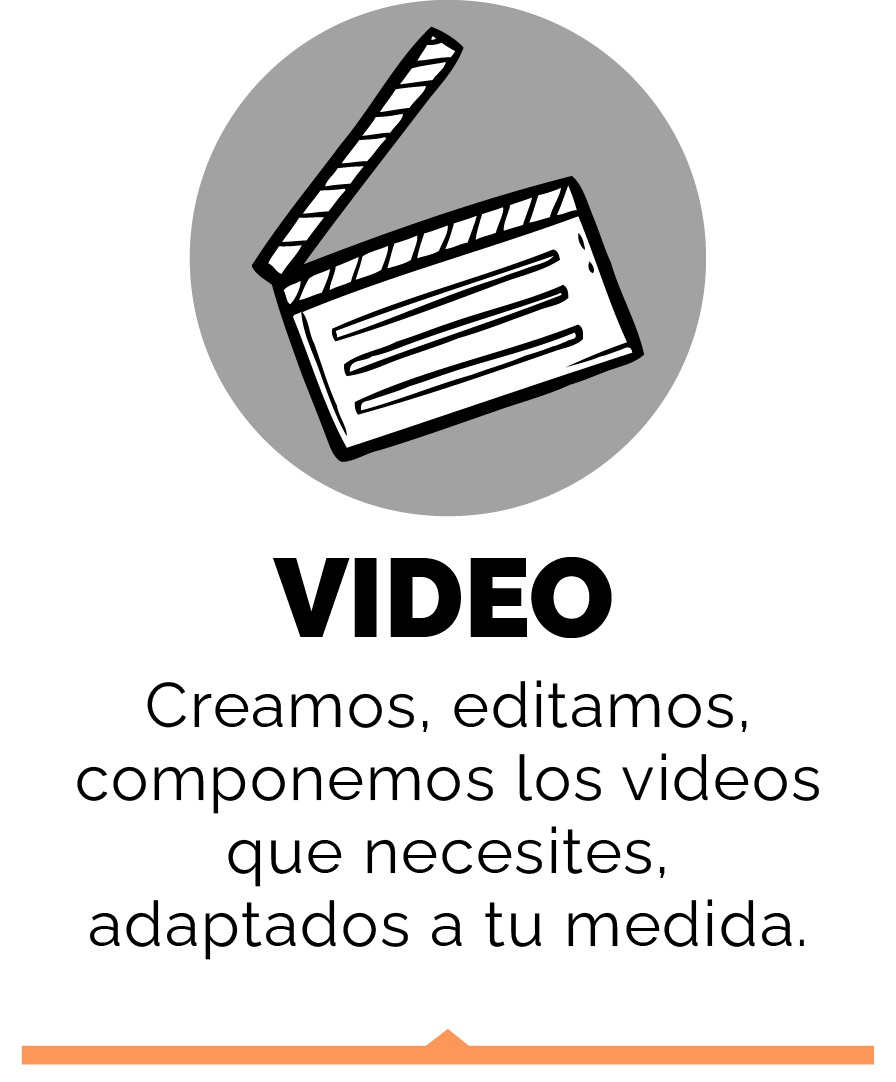 VIDEO
Creamos, editamos,
componemos los videos
que necesites,
adaptados a tu medida.